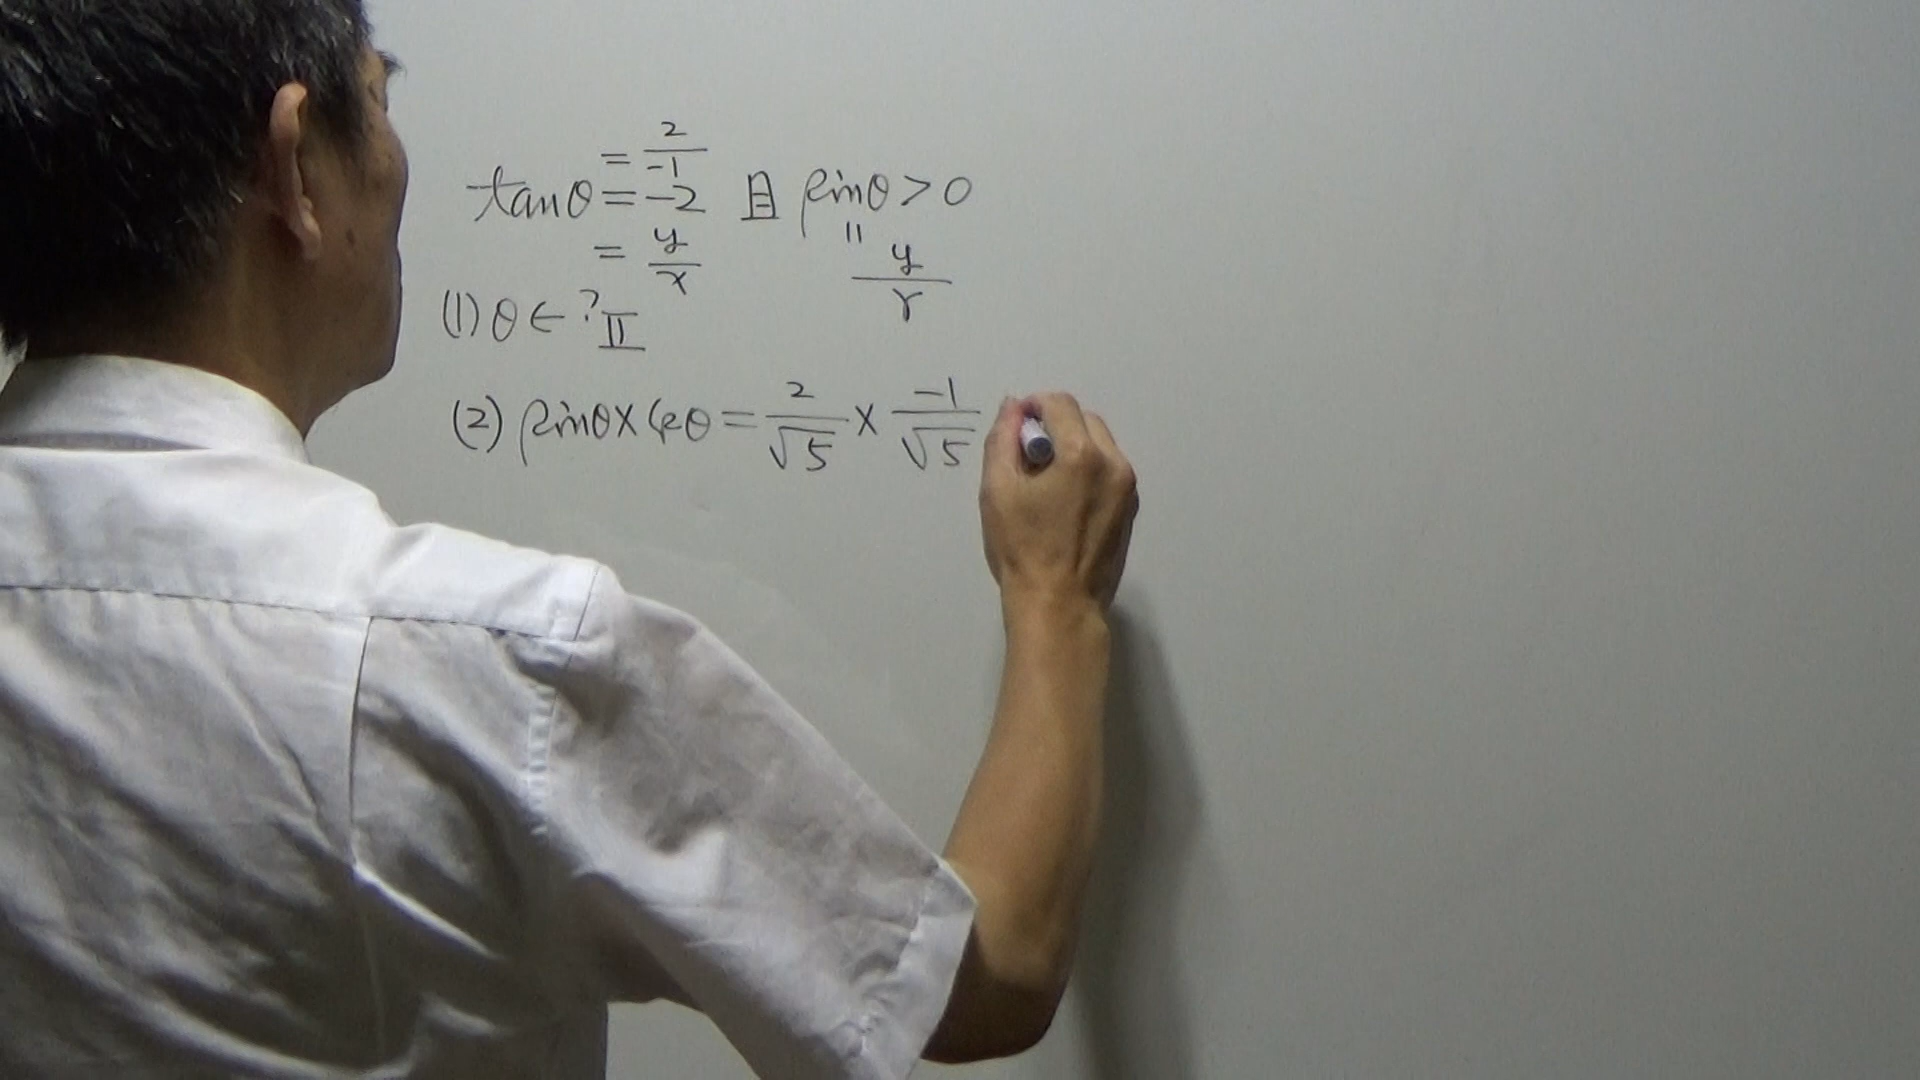 tanθ = 2/-1 = -2 = y/x 且 sinθ > 0 = y/r
(1) θ ∈ ? II
(2) sinθ × cosθ = 2/√5 × -1/√5